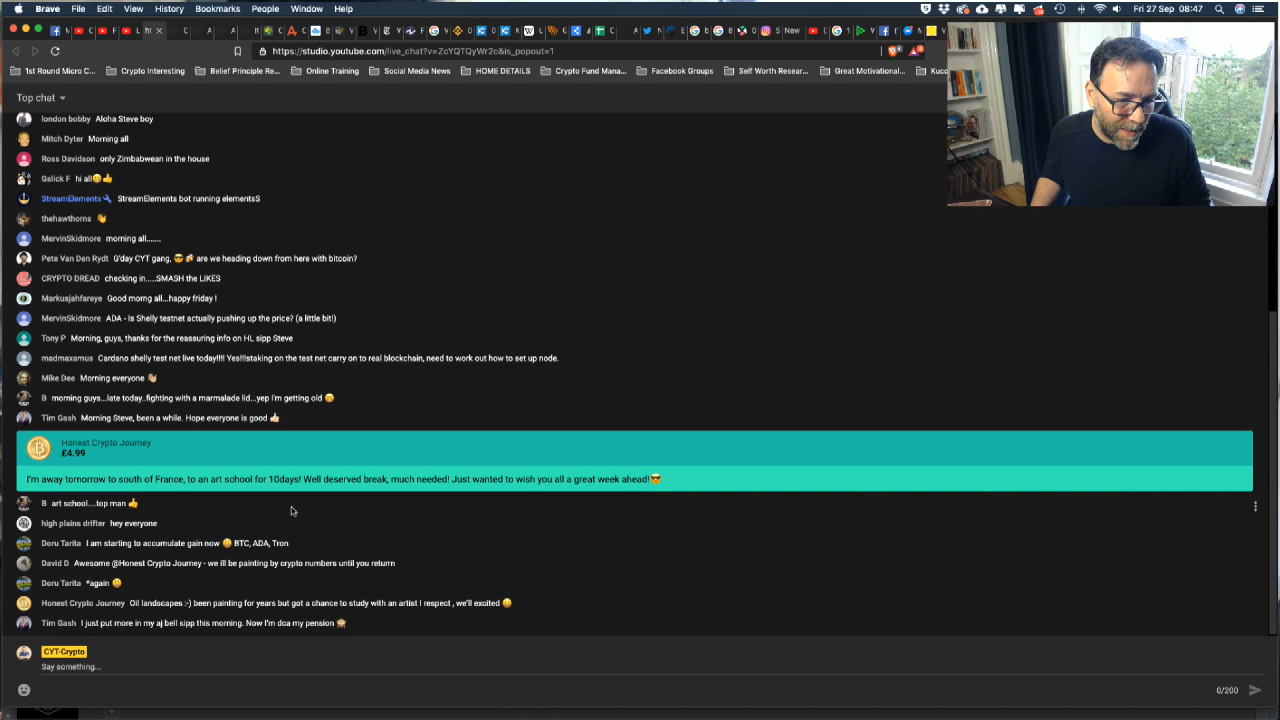 Brave File Edit View History Bookmarks People Window Help Fri 27 Sep 08:47
https://studio.youtube.com/live_chat?v=ZcYQTQyWr2c&is_popout=1
1st Round Micro C... Crypto Interesting Belief Principle Re... Online Training Social Media News HOME DETAILS Crypto Fund Mana... Facebook Groups Self Worth Resear... Great Motivational... Kucc
Top chat
london bobby Aloha Steve boy
Mitch Dyter Morning all
Ross Davidson only Zimbabwean in the house
Gslick F hi all😁👍
StreamElements StreamElements bot running elementsS
thehawthorns 👋
MervinSkidmore morning all.......
Pete Van Den Rydt G'day CYT gang, 😎 are we heading down from here with bitcoin?
CRYPTO DREAD checking in.....SMASH the LIKES
Markusjahfareye Good morng all...happy friday !
MervinSkidmore ADA - Is Shelly testnet actually pushing up the price? (a little bit!)
Tony P Morning, guys, thanks for the reassuring info on HL sipp Steve
madmaxamus Cardano shelly test net live today!!!! Yes!!!staking on the test net carry on to real blockchain, need to work out how to set up node.
Mike Dee Morning everyone 👋🏼
B morning guys...late today..fighting with a marmalade lid...yep I'm getting old 😁
Tim Gash Morning Steve, been a while. Hope everyone is good 👍🏻
Honest Crypto Journey
£4.99
I'm away tomorrow to south of France, to an art school for 10days! Well deserved break, much needed! Just wanted to wish you all a great week ahead!😎
B art school....top man 👍
high plains drifter hey everyone
Doru Tarita I am starting to accumulate gain now 😃 BTC, ADA, Tron
David D Awesome @Honest Crypto Journey - we ill be painting by crypto numbers until you returrn
Doru Tarita *again 😃
Honest Crypto Journey Oil landscapes :-) been painting for years but got a chance to study with an artist I respect , we'll excited 😀
Tim Gash I just put more in my aj bell sipp this morning. Now I'm dca my pension 🙈
CYT-Crypto
Say something...
0/200